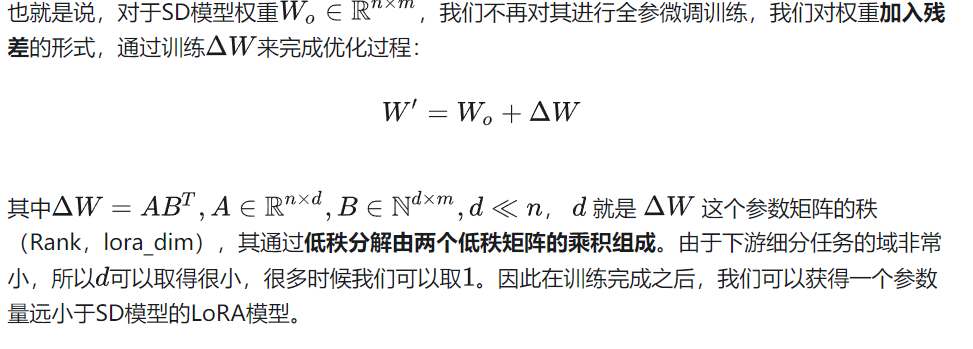 也就是说，对于SD模型权重$W_o \in \mathbb{R}^{n \times m}$，我们不再对其进行全参微调训练，我们对权重加入残
差的形式，通过训练$\Delta W$来完成优化过程：
$W' = W_o + \Delta W$
其中$\Delta W = AB^T, A \in \mathbb{R}^{n \times d}, B \in \mathbb{N}^{d \times m}, d \ll n$， $d$ 就是 $\Delta W$ 这个参数矩阵的秩
（Rank，lora_dim），其通过低秩分解由两个低秩矩阵的乘积组成。由于下游细分任务的域非常
小，所以$d$可以取得很小，很多时候我们可以取$1$。因此在训练完成之后，我们可以获得一个参数
量远小于SD模型的LoRA模型。